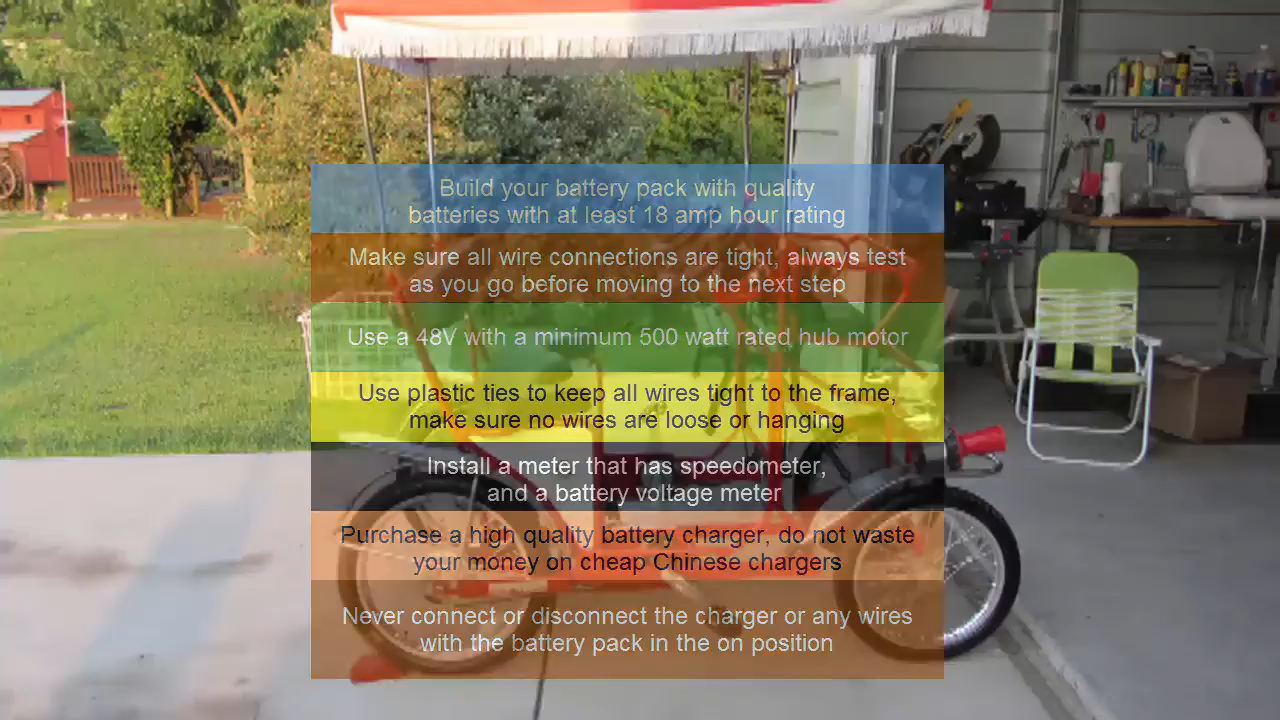 Build your battery pack with quality
batteries with at least 18 amp hour rating
Make sure all wire connections are tight, always test
as you go before moving to the next step
Use a 48V with a minimum 500 watt rated hub motor
Use plastic ties to keep all wires tight to the frame,
make sure no wires are loose or hanging
Install a meter that has speedometer,
and a battery voltage meter
Purchase a high quality battery charger, do not waste
your money on cheap Chinese chargers
Never connect or disconnect the charger or any wires
with the battery pack in the on position